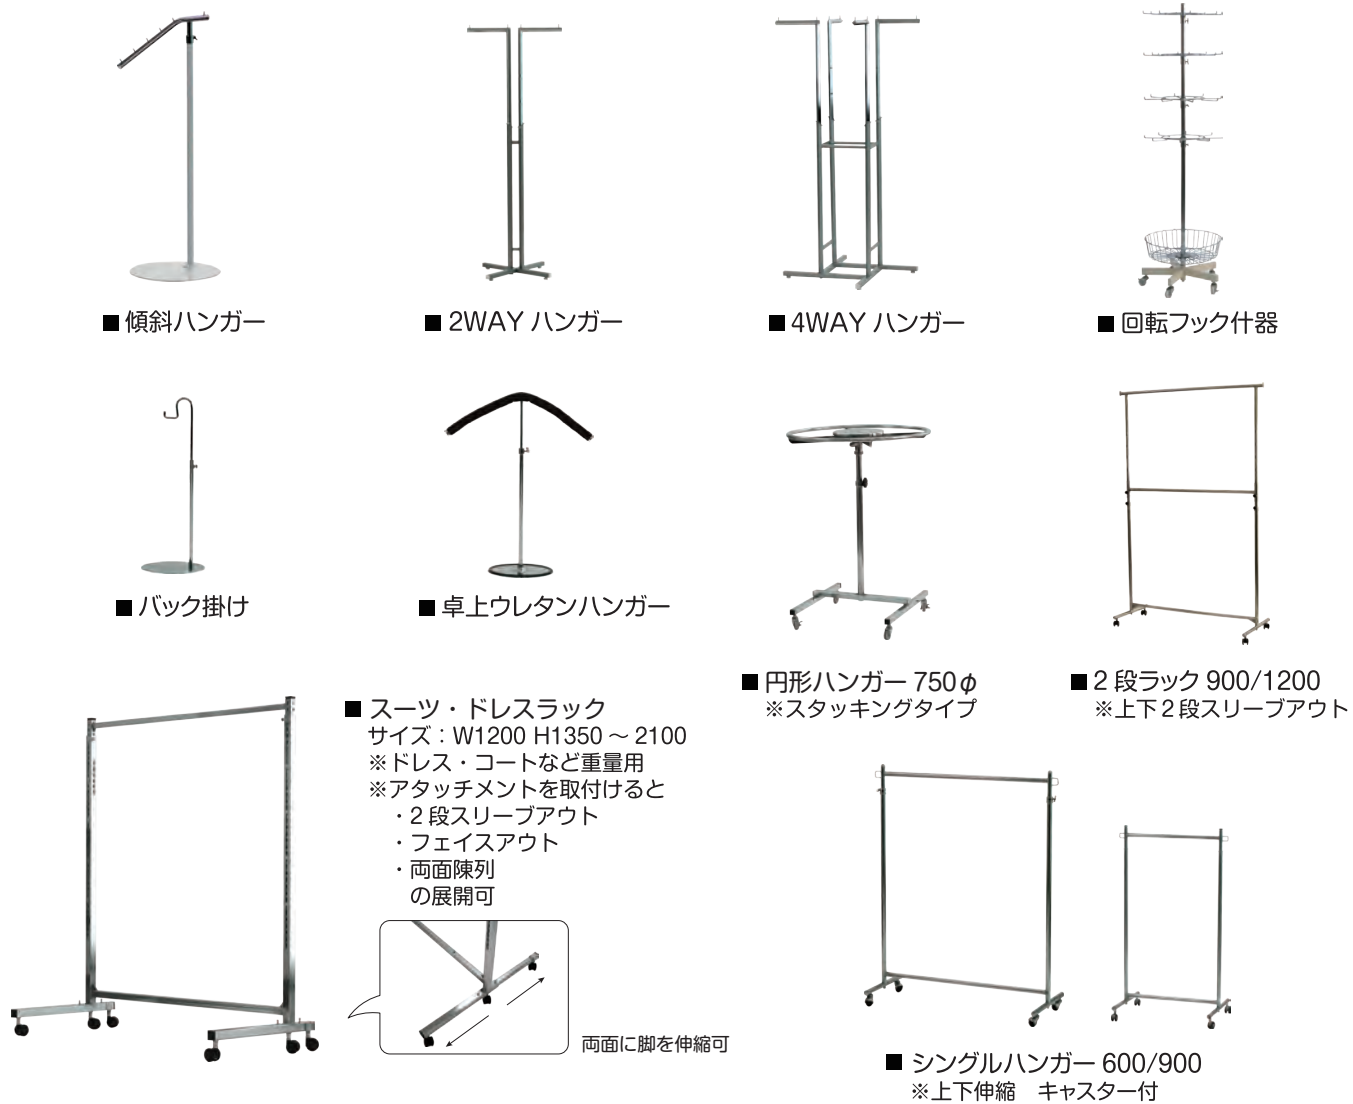 ■ 傾斜ハンガー
■ 2WAY ハンガー
■ 4WAY ハンガー
■ 回転フック什器
■ バック掛け
■ 卓上ウレタンハンガー
■ 円形ハンガー 750φ
※スタッキングタイプ
■ 2 段ラック 900/1200
※上下 2 段スリーブアウト
■ スーツ・ドレスラック
サイズ：W1200 H1350 ～ 2100
※ドレス・コートなど重量用
※アタッチメントを取付けると
・2 段スリーブアウト
・フェイスアウト
・両面陳列
の展開可
両面に脚を伸縮可
■ シングルハンガー 600/900
※上下伸縮　キャスター付